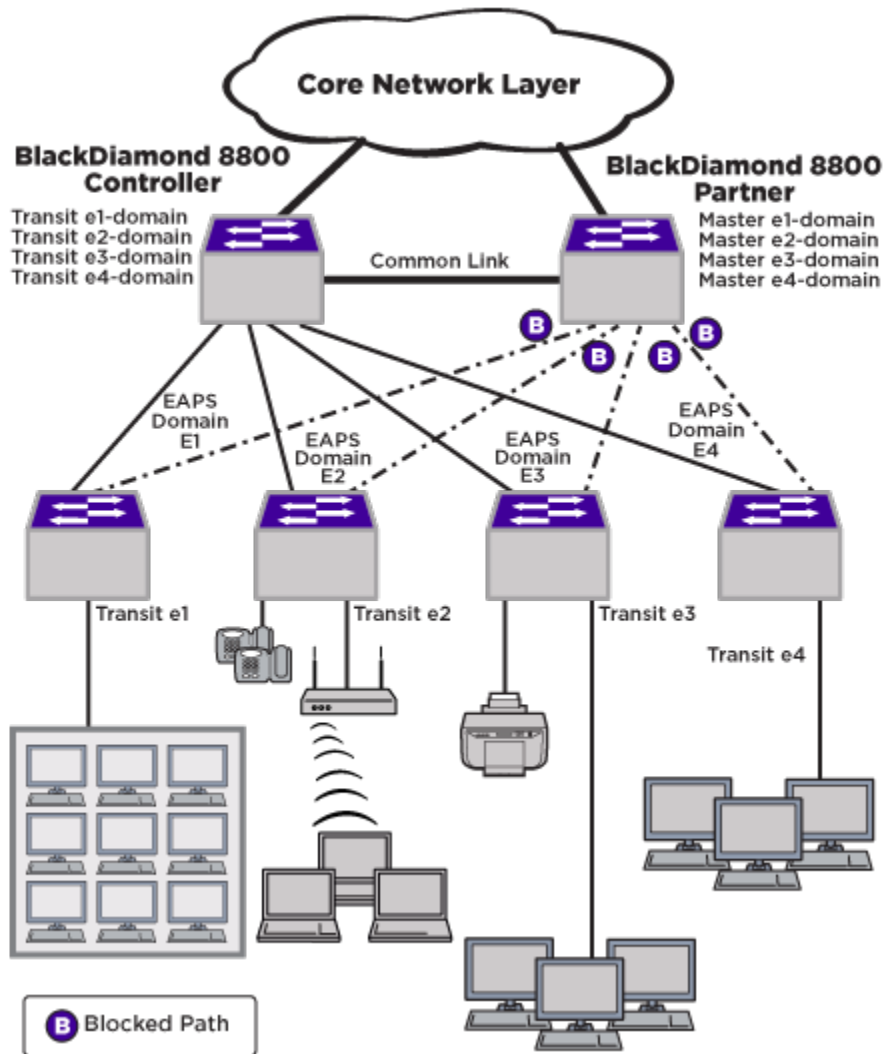 Core Network Layer
BlackDiamond 8800
Controller
Transit e1-domain
Transit e2-domain
Transit e3-domain
Transit e4-domain
BlackDiamond 8800
Partner
Master e1-domain
Master e2-domain
Master e3-domain
Master e4-domain
Common Link
B
B
B
B
EAPS
Domain
E1
EAPS
Domain
E2
EAPS
Domain
E3
EAPS
Domain
E4
Transit e1
Transit e2
Transit e3
Transit e4
B Blocked Path